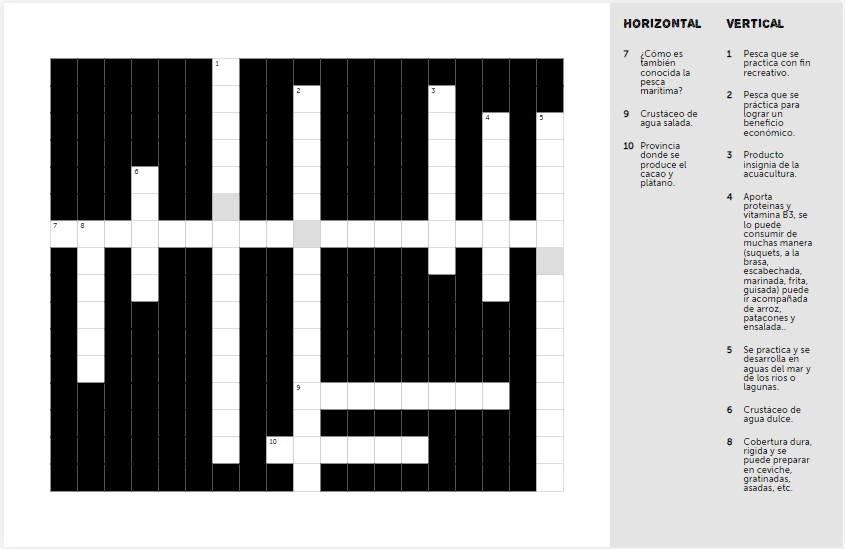 HORIZONTAL
7 ¿Cómo es
también
conocida la
pesca
marítima?
9 Crustáceo de
agua salada.
10 Provincia
donde se
produce el
cacao y
plátano.
VERTICAL
1 Pesca que se
practica con fin
recreativo.
2 Pesca que se
práctica para
lograr un
beneficio
económico.
3 Producto
insignia de la
acuacultura.
4 Aporta
proteínas y
vitamina B3, se
lo puede
consumir de
muchas manera
(suquets, a la
brasa,
escabechada,
marinada, frita,
guisada) puede
ir acompañada
de arroz,
patacones y
ensalada..
5 Se practica y se
desarrolla en
aguas del mar y
de los ríos o
lagunas.
6 Crustáceo de
agua dulce.
8 Cobertura dura,
rígida y se
puede preparar
en ceviche,
gratinadas,
asadas, etc.
1
2
3
4
5
6
7 8
9
10